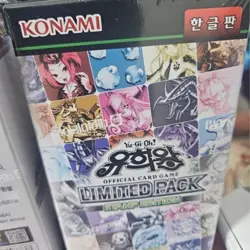 KONAMI
한글판
Yu-Gi-Oh!
유희왕
OFFICIAL CARD GAME
LIMITED PACK